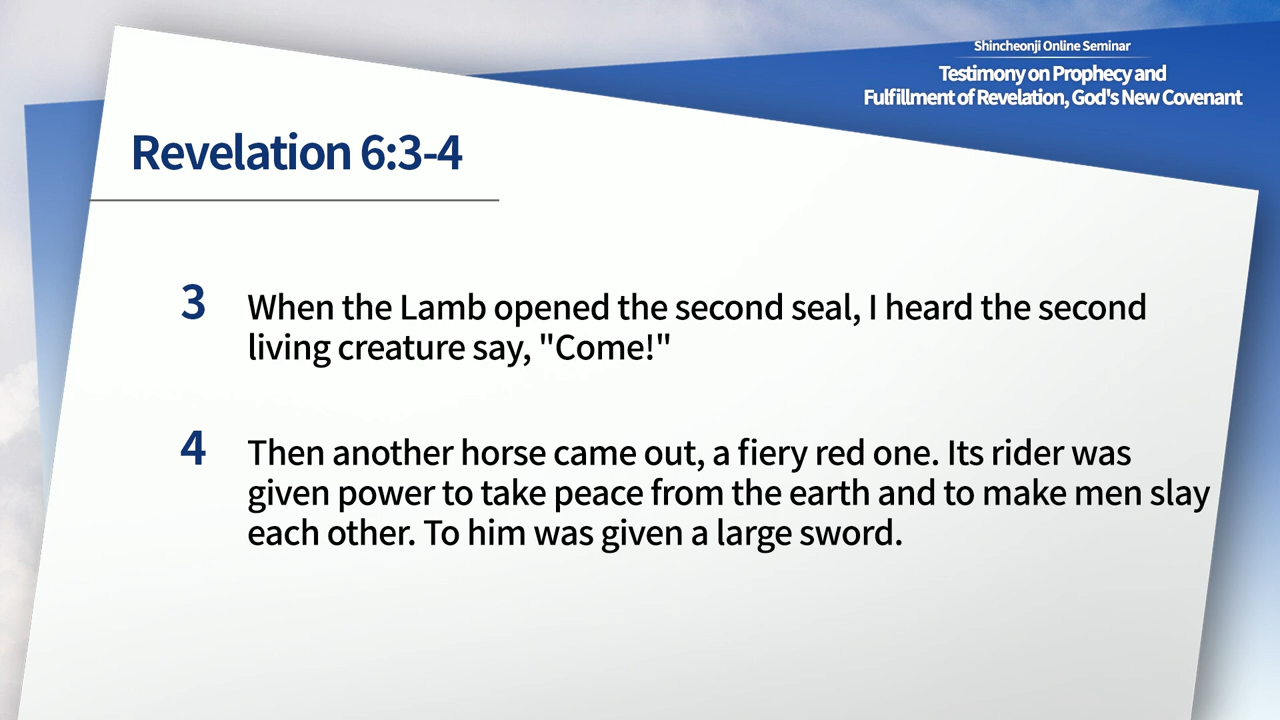 Shincheonji Online Seminar
Testimony on Prophecy and
Fulfillment of Revelation, God's New Covenant
Revelation 6:3-4
3 When the Lamb opened the second seal, I heard the second
living creature say, "Come!"
4 Then another horse came out, a fiery red one. Its rider was
given power to take peace from the earth and to make men slay
each other. To him was given a large sword.